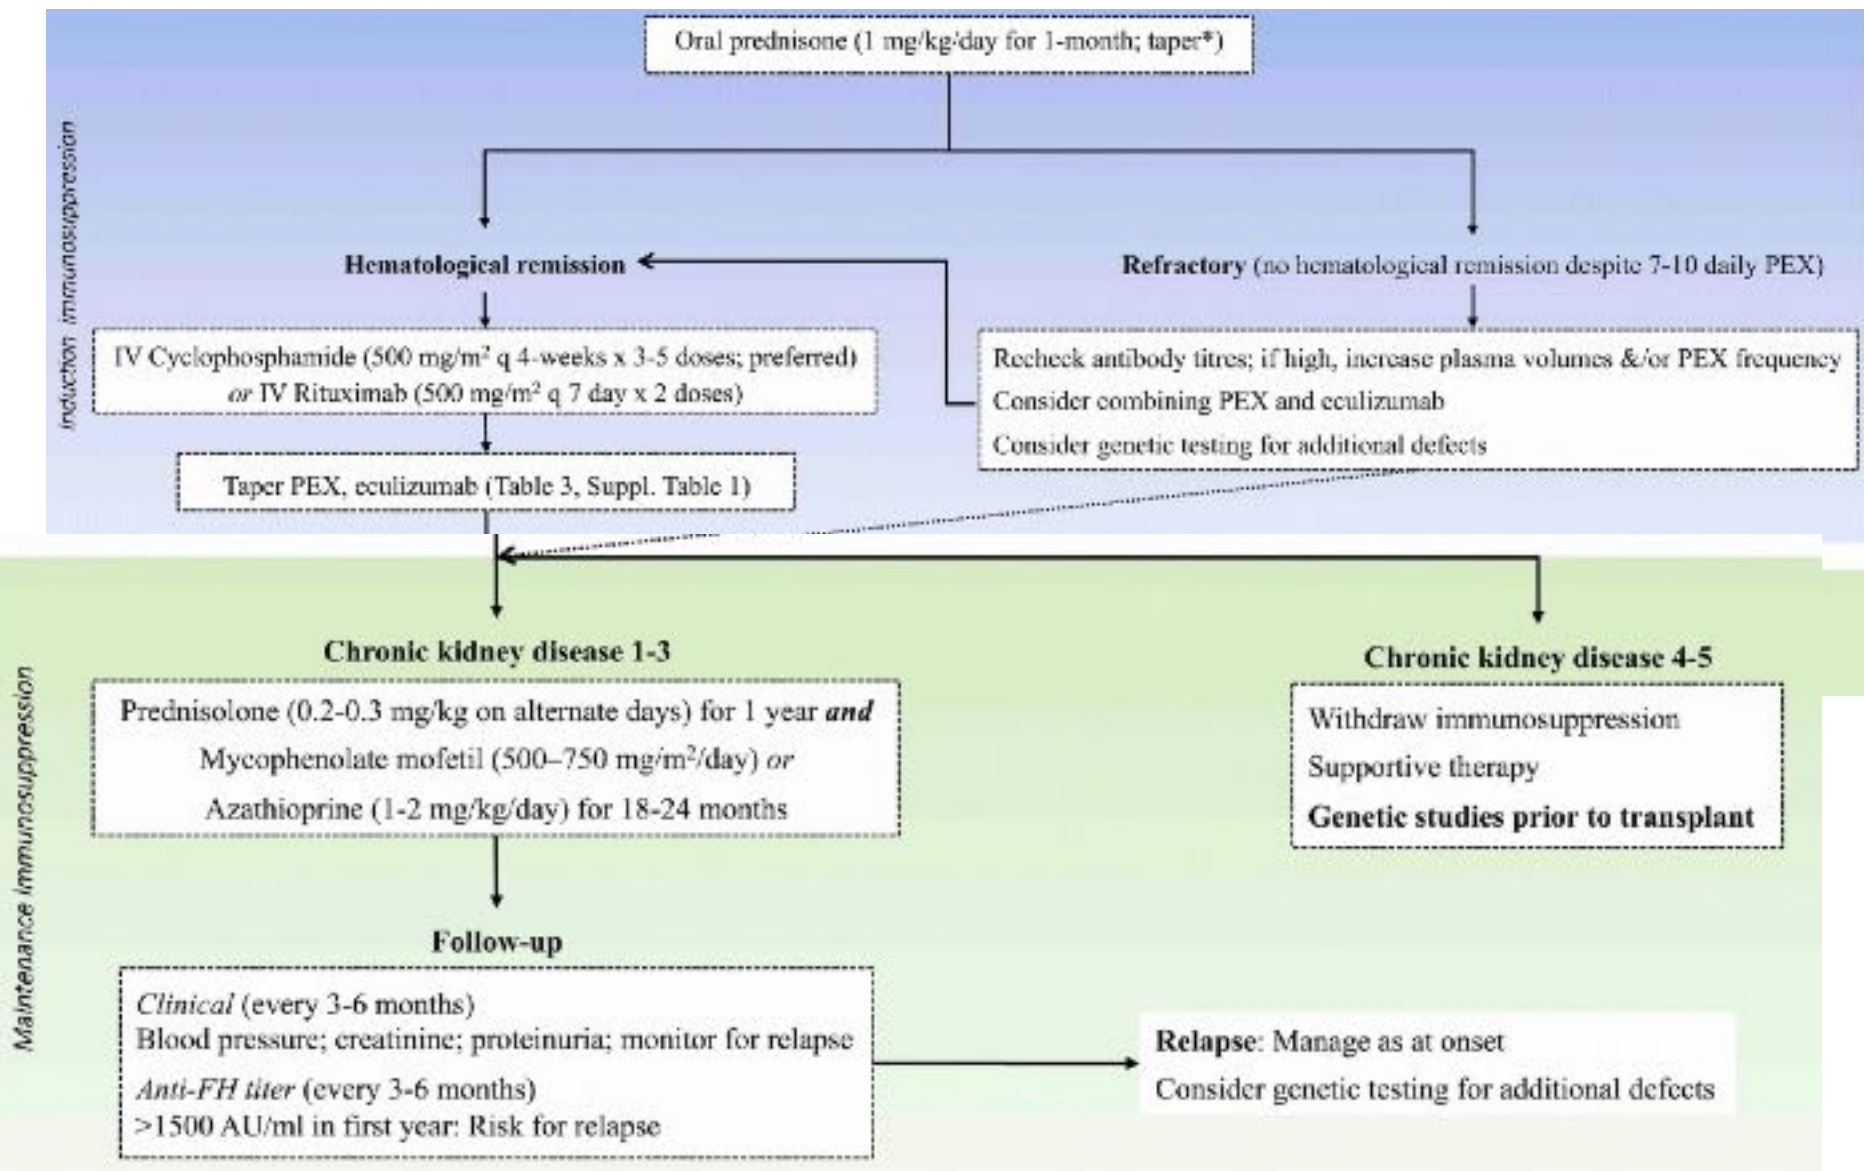 Oral prednisone (1 mg/kg/day for 1-month; taper*)
Induction immunosuppression
Hematological remission
Refractory (no hematological remission despite 7-10 daily PEX)
IV Cyclophosphamide (500 mg/m² q 4-weeks x 3-5 doses; preferred)
or IV Rituximab (500 mg/m² q 7 day x 2 doses)
Recheck antibody titres; if high, increase plasma volumes &/or PEX frequency
Consider combining PEX and eculizumab
Consider genetic testing for additional defects
Taper PEX, eculizumab (Table 3, Suppl. Table 1)
Maintenance immunosuppression
Chronic kidney disease 1-3
Prednisolone (0.2-0.3 mg/kg on alternate days) for 1 year and
Mycophenolate mofetil (500–750 mg/m²/day) or
Azathioprine (1-2 mg/kg/day) for 18-24 months
Chronic kidney disease 4-5
Withdraw immunosuppression
Supportive therapy
Genetic studies prior to transplant
Follow-up
Clinical (every 3-6 months)
Blood pressure; creatinine; proteinuria; monitor for relapse
Anti-FH titer (every 3-6 months)
>1500 AU/ml in first year: Risk for relapse
Relapse: Manage as at onset
Consider genetic testing for additional defects